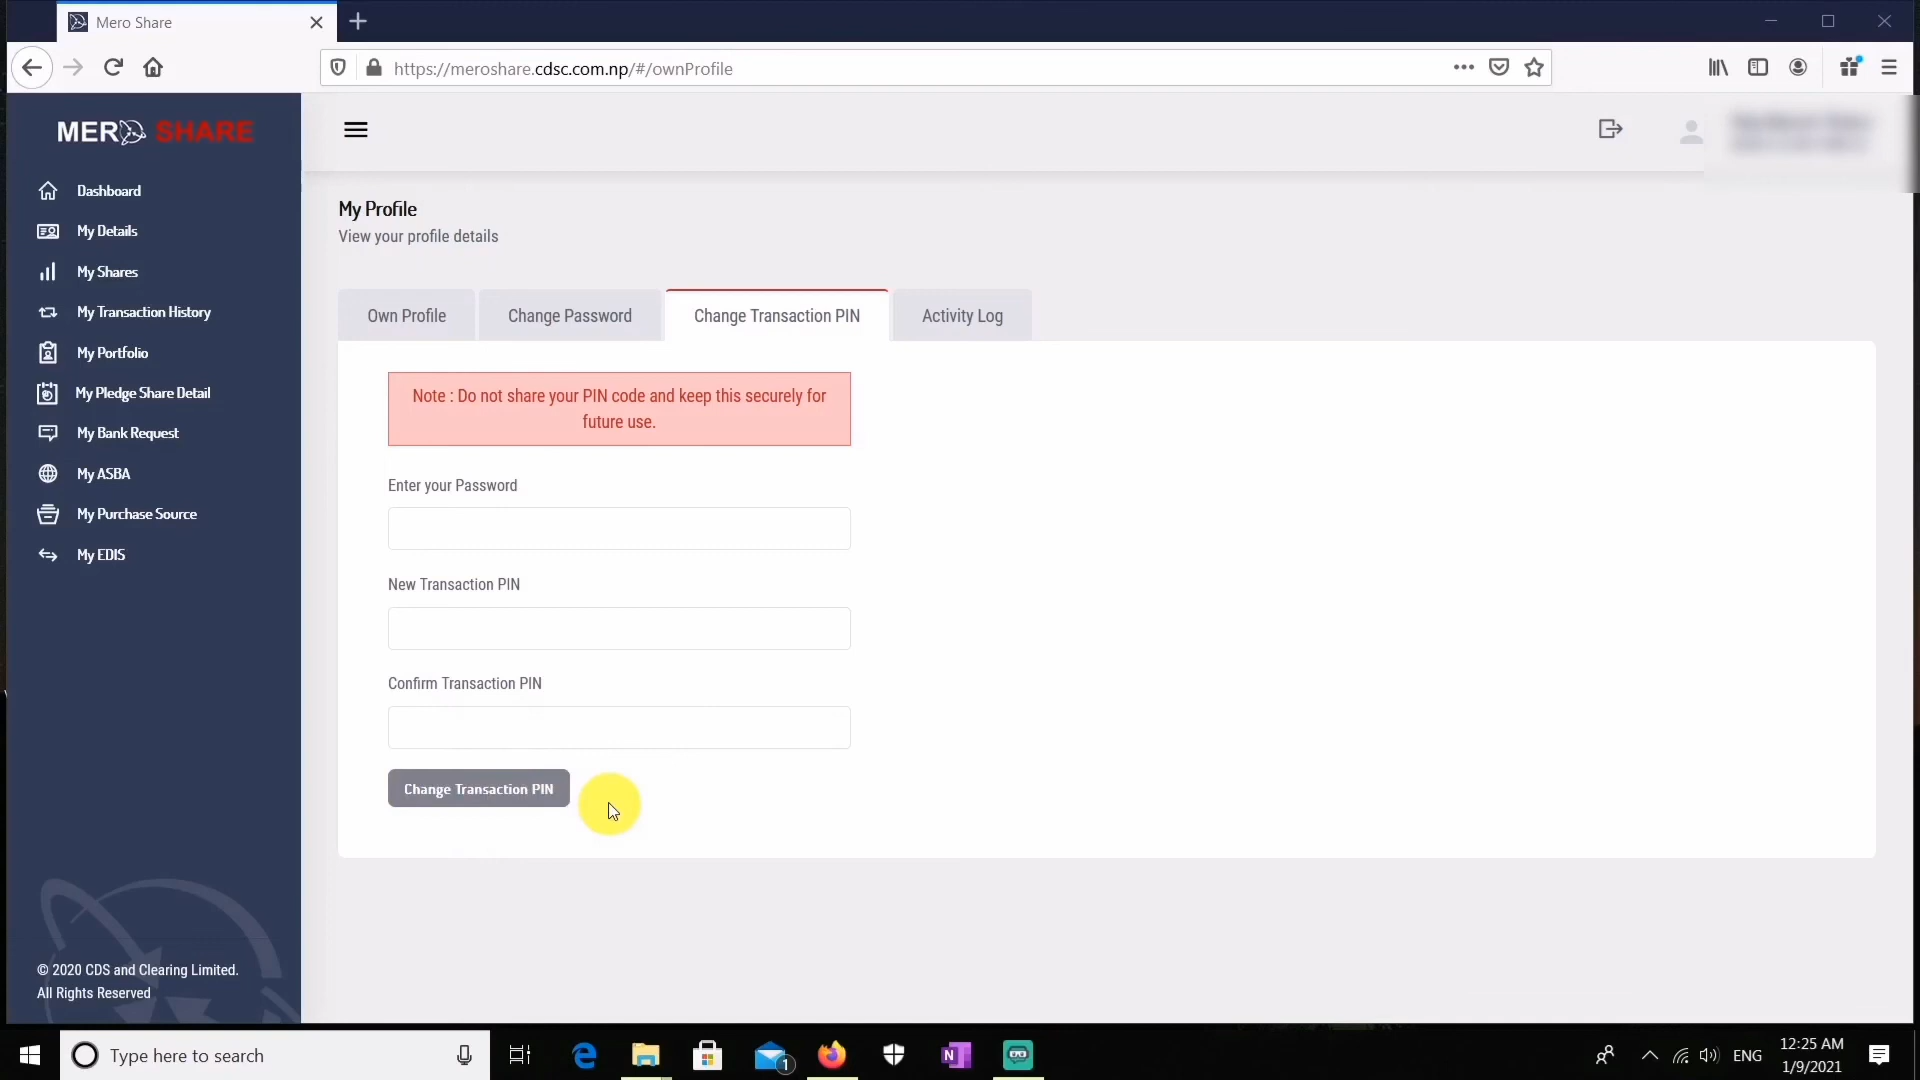 Mero Share
https://meroshare.cdsc.com.np/#/ownProfile
MERO SHARE
Dashboard
My Details
My Shares
My Transaction History
My Portfolio
My Pledge Share Detail
My Bank Request
My ASBA
My Purchase Source
My EDIS
© 2020 CDS and Clearing Limited.
All Rights Reserved
My Profile
View your profile details
Own Profile
Change Password
Change Transaction PIN
Activity Log
Note : Do not share your PIN code and keep this securely for
future use.
Enter your Password
New Transaction PIN
Confirm Transaction PIN
Change Transaction PIN
Type here to search
1
N
ENG
12:25 AM
1/9/2021